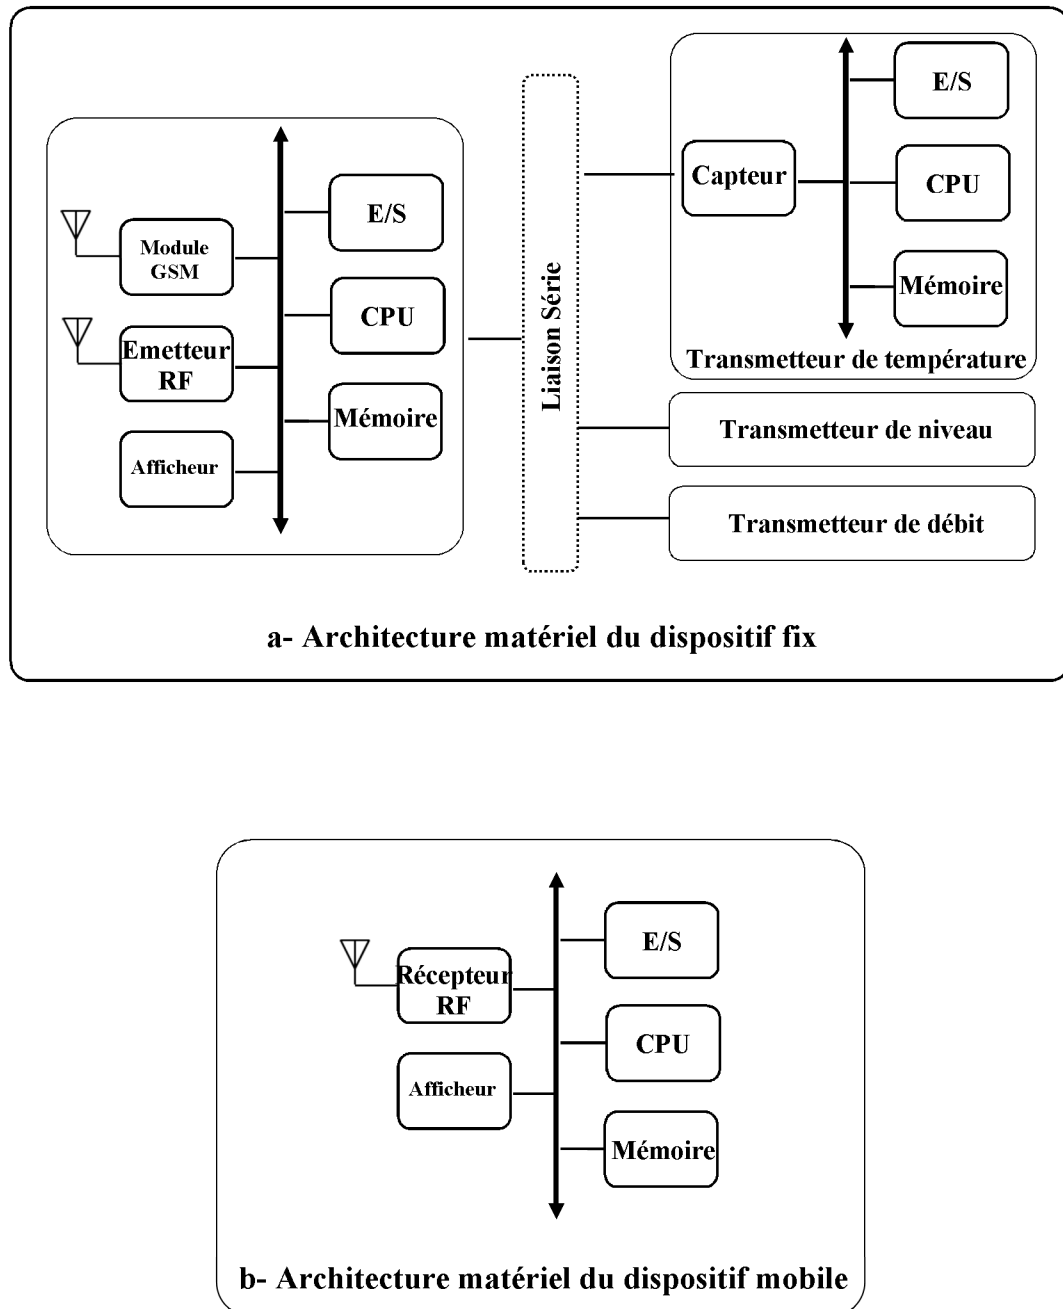 Module
GSM
Emetteur
RF
Afficheur
E/S
CPU
Mémoire
Liaison Série
Capteur
E/S
CPU
Mémoire
Transmetteur de température
Transmetteur de niveau
Transmetteur de débit
a- Architecture matériel du dispositif fix
Récepteur
RF
Afficheur
E/S
CPU
Mémoire
b- Architecture matériel du dispositif mobile